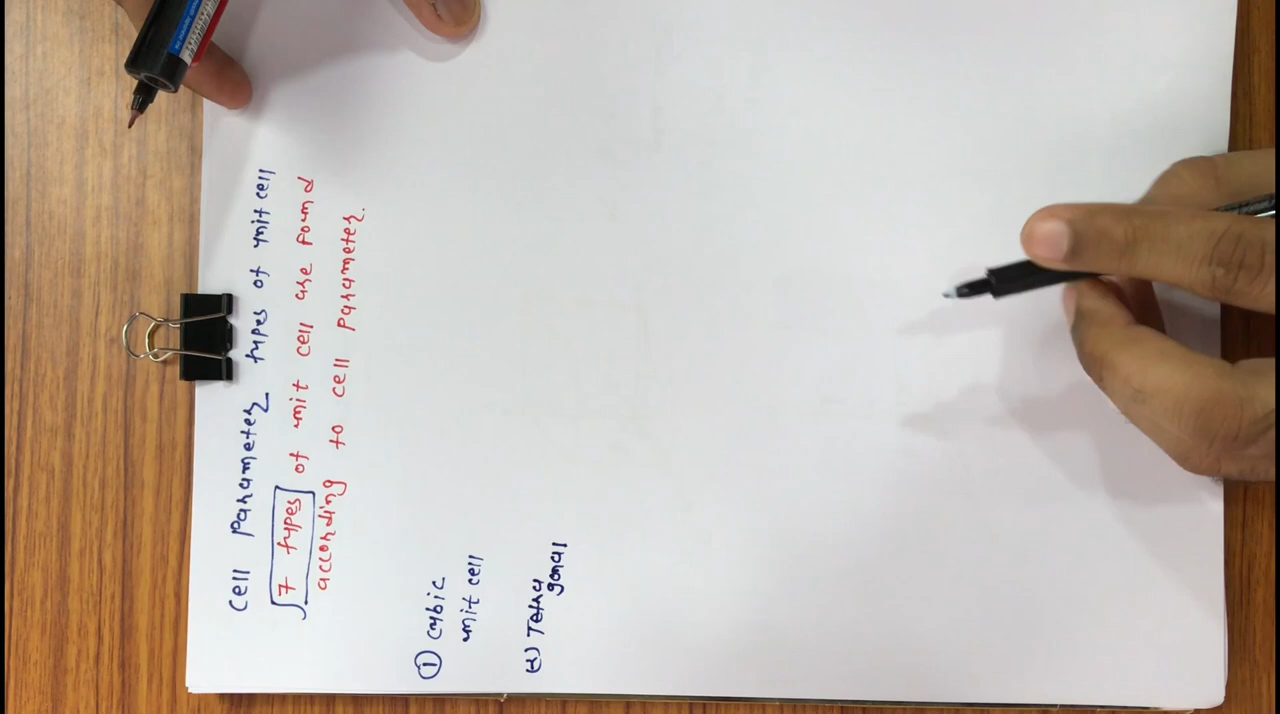 cell Parameter types of unit cell
7 types of unit cell are found
according to cell parameter.
① cubic
unit cell
(2) Tetra
gonal